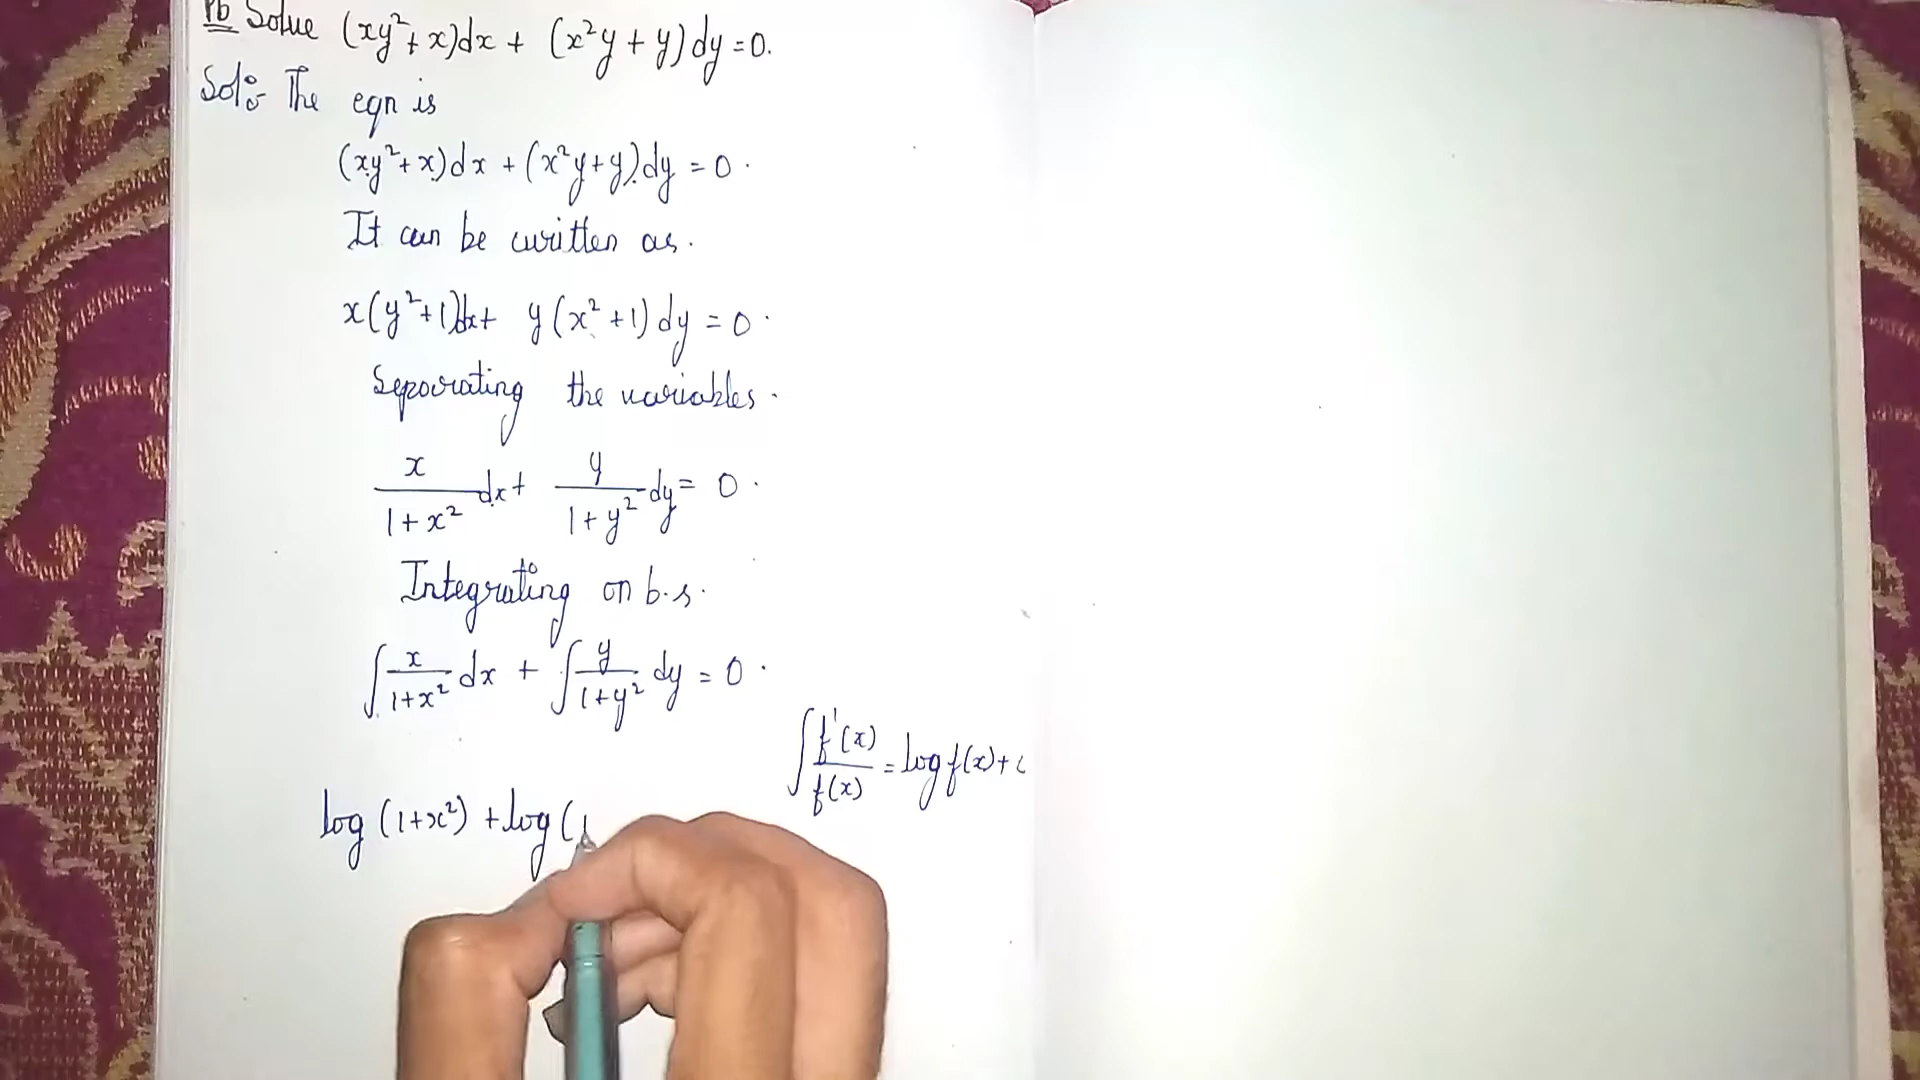 Pb Solve (xy²+x)dx + (x²y+y)dy=0.
Sol:- The eqn is
(xy²+x)dx + (x²y+y)dy = 0.
It can be written as.
x(y²+1)dx+ y(x²+1)dy = 0.
Separating the variables.
x/(1+x²) dx + y/(1+y²) dy = 0.
Integrating on b.s.
∫ x/(1+x²) dx + ∫ y/(1+y²) dy = 0.
∫ f'(x)/f(x) = log f(x)+c
log (1+x²) + log (1